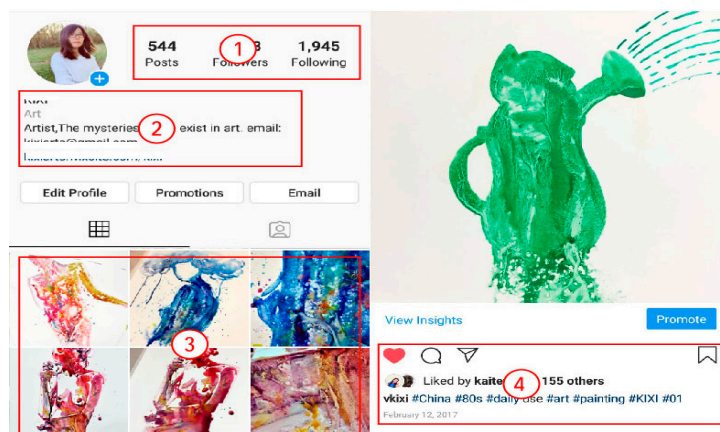 544 1 3 1,945
Posts Followers Following
Art
Artist,The mysteries 2 exist in art. email:
Edit Profile Promotions Email
3
View Insights Promote
Liked by kaite 4 155 others
vkixi #China #80s #daily use #art #painting #KIXI #01
February 12, 2017